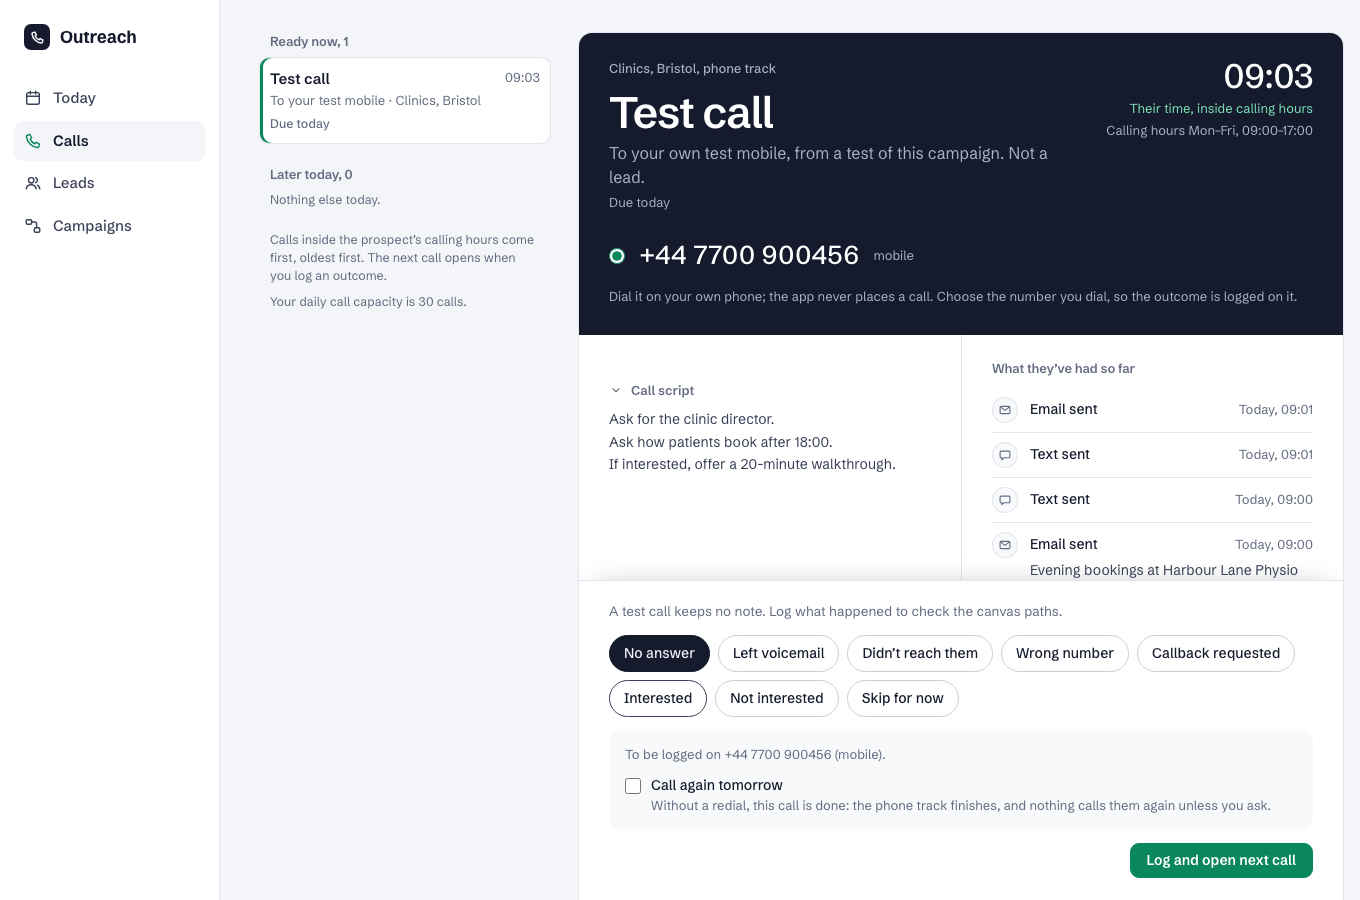 Outreach
Today
Calls
Leads
Campaigns
Ready now, 1
Test call
09:03
To your test mobile · Clinics, Bristol
Due today
Later today, 0
Nothing else today.
Calls inside the prospect's calling hours come
first, oldest first. The next call opens when
you log an outcome.
Your daily call capacity is 30 calls.
Clinics, Bristol, phone track
Test call
To your own test mobile, from a test of this campaign. Not a
lead.
Due today
09:03
Their time, inside calling hours
Calling hours Mon–Fri, 09:00–17:00
+44 7700 900456 mobile
Dial it on your own phone; the app never places a call. Choose the number you dial, so the outcome is logged on it.
Call script
Ask for the clinic director.
Ask how patients book after 18:00.
If interested, offer a 20-minute walkthrough.
What they've had so far
Email sent Today, 09:01
Text sent Today, 09:01
Text sent Today, 09:00
Email sent Today, 09:00
Evening bookings at Harbour Lane Physio
A test call keeps no note. Log what happened to check the canvas paths.
No answer Left voicemail Didn't reach them Wrong number Callback requested
Interested Not interested Skip for now
To be logged on +44 7700 900456 (mobile).
Call again tomorrow
Without a redial, this call is done: the phone track finishes, and nothing calls them again unless you ask.
Log and open next call